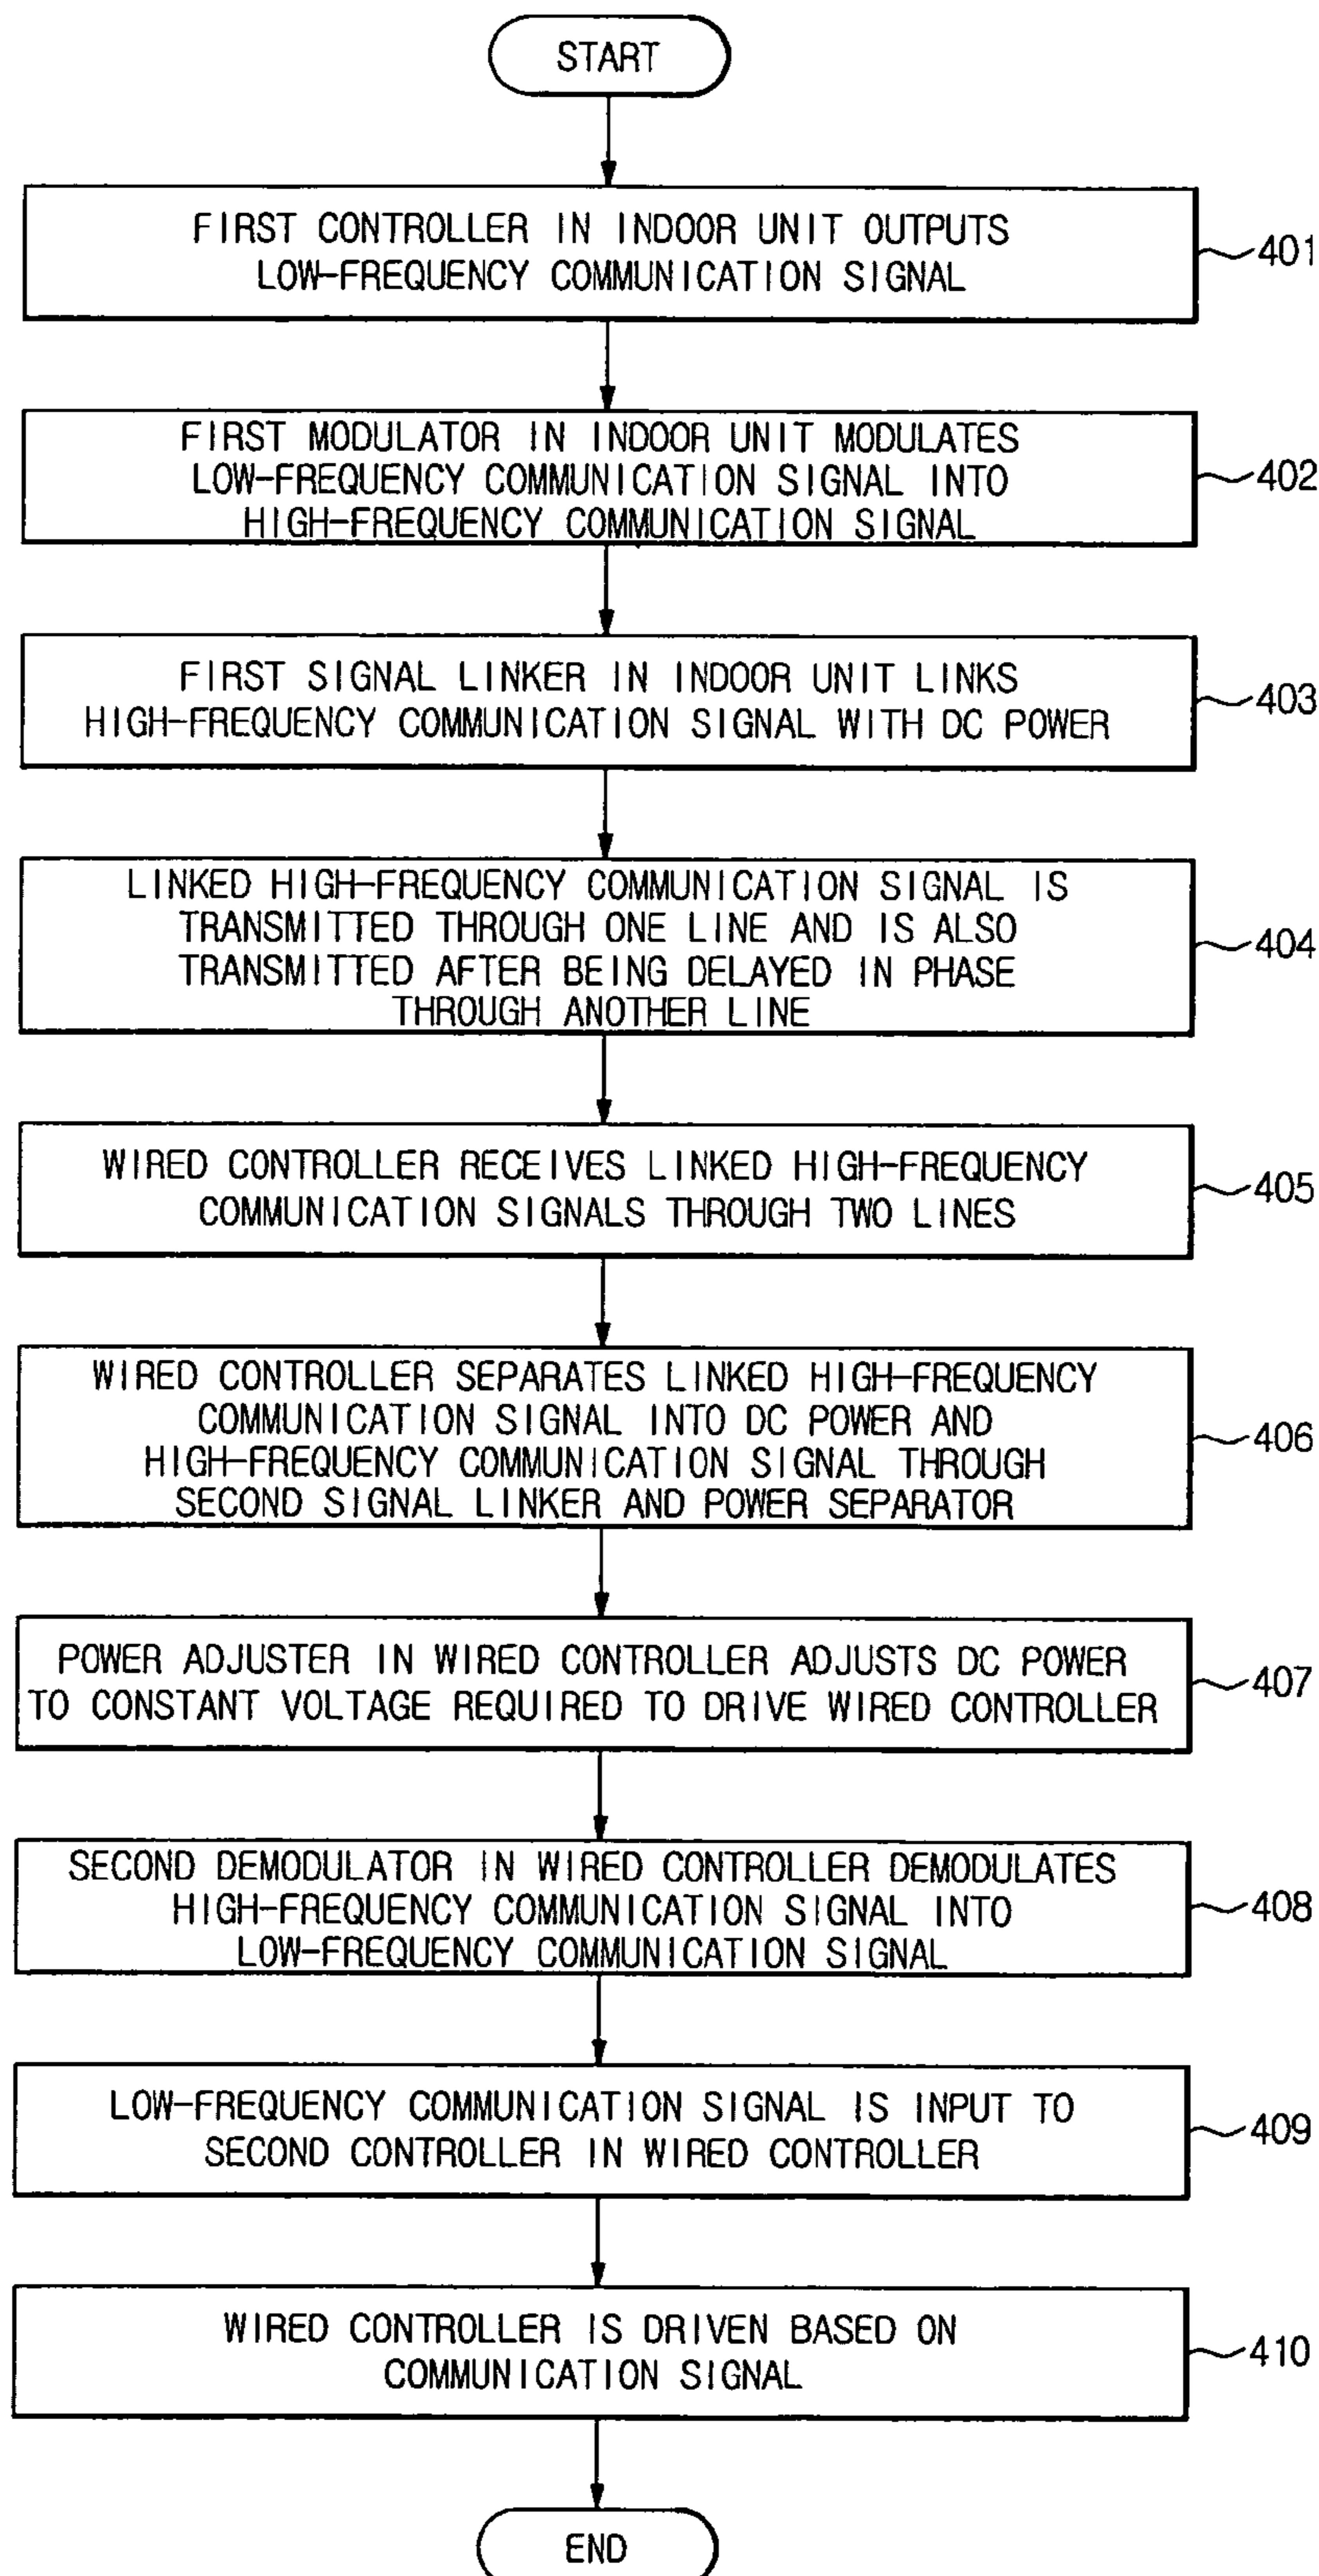 START
FIRST CONTROLLER IN INDOOR UNIT OUTPUTS
LOW-FREQUENCY COMMUNICATION SIGNAL
401
FIRST MODULATOR IN INDOOR UNIT MODULATES
LOW-FREQUENCY COMMUNICATION SIGNAL INTO
HIGH-FREQUENCY COMMUNICATION SIGNAL
402
FIRST SIGNAL LINKER IN INDOOR UNIT LINKS
HIGH-FREQUENCY COMMUNICATION SIGNAL WITH DC POWER
403
LINKED HIGH-FREQUENCY COMMUNICATION SIGNAL IS
TRANSMITTED THROUGH ONE LINE AND IS ALSO
TRANSMITTED AFTER BEING DELAYED IN PHASE
THROUGH ANOTHER LINE
404
WIRED CONTROLLER RECEIVES LINKED HIGH-FREQUENCY
COMMUNICATION SIGNALS THROUGH TWO LINES
405
WIRED CONTROLLER SEPARATES LINKED HIGH-FREQUENCY
COMMUNICATION SIGNAL INTO DC POWER AND
HIGH-FREQUENCY COMMUNICATION SIGNAL THROUGH
SECOND SIGNAL LINKER AND POWER SEPARATOR
406
POWER ADJUSTER IN WIRED CONTROLLER ADJUSTS DC POWER
TO CONSTANT VOLTAGE REQUIRED TO DRIVE WIRED CONTROLLER
407
SECOND DEMODULATOR IN WIRED CONTROLLER DEMODULATES
HIGH-FREQUENCY COMMUNICATION SIGNAL INTO
LOW-FREQUENCY COMMUNICATION SIGNAL
408
LOW-FREQUENCY COMMUNICATION SIGNAL IS INPUT TO
SECOND CONTROLLER IN WIRED CONTROLLER
409
WIRED CONTROLLER IS DRIVEN BASED ON
COMMUNICATION SIGNAL
410
END